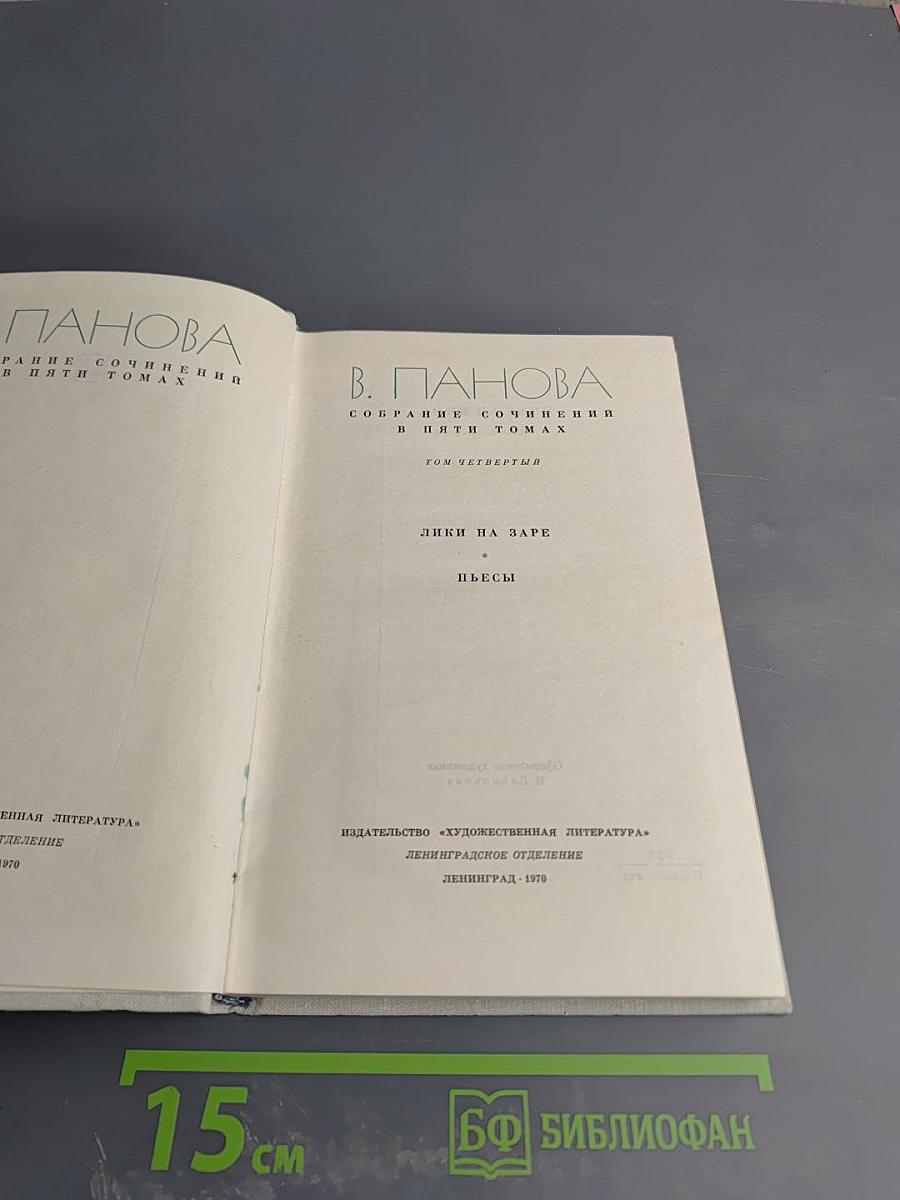 ПАНОВА
РАНИЕ СОЧИНЕНИЙ
В ПЯТИ ТОМАХ
ЕННАЯ ЛИТЕРАТУРА»
ТДЕЛЕНИЕ
1970
В. ПАНОВА
СОБРАНИЕ СОЧИНЕНИЙ
В ПЯТИ ТОМАХ
ТОМ ЧЕТВЕРТЫЙ
ЛИКИ НА ЗАРЕ
*
ПЬЕСЫ
ИЗДАТЕЛЬСТВО «ХУДОЖЕСТВЕННАЯ ЛИТЕРАТУРА»
ЛЕНИНГРАДСКОЕ ОТДЕЛЕНИЕ
ЛЕНИНГРАД · 1970
15 см
БФ БИБЛИОФАН